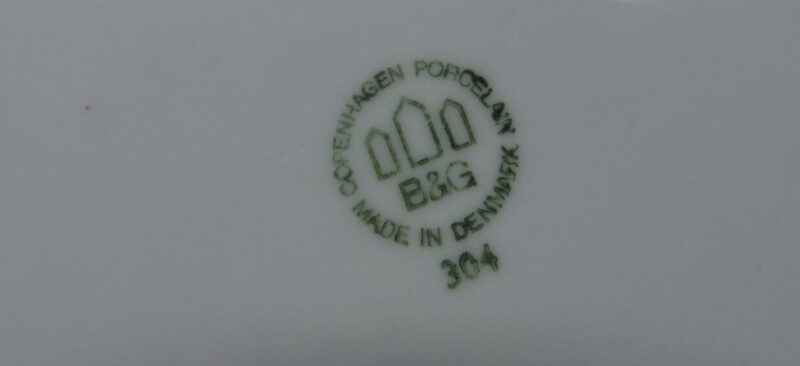 COPENHAGEN PORCELAIN
B&G
MADE IN DENMARK
304